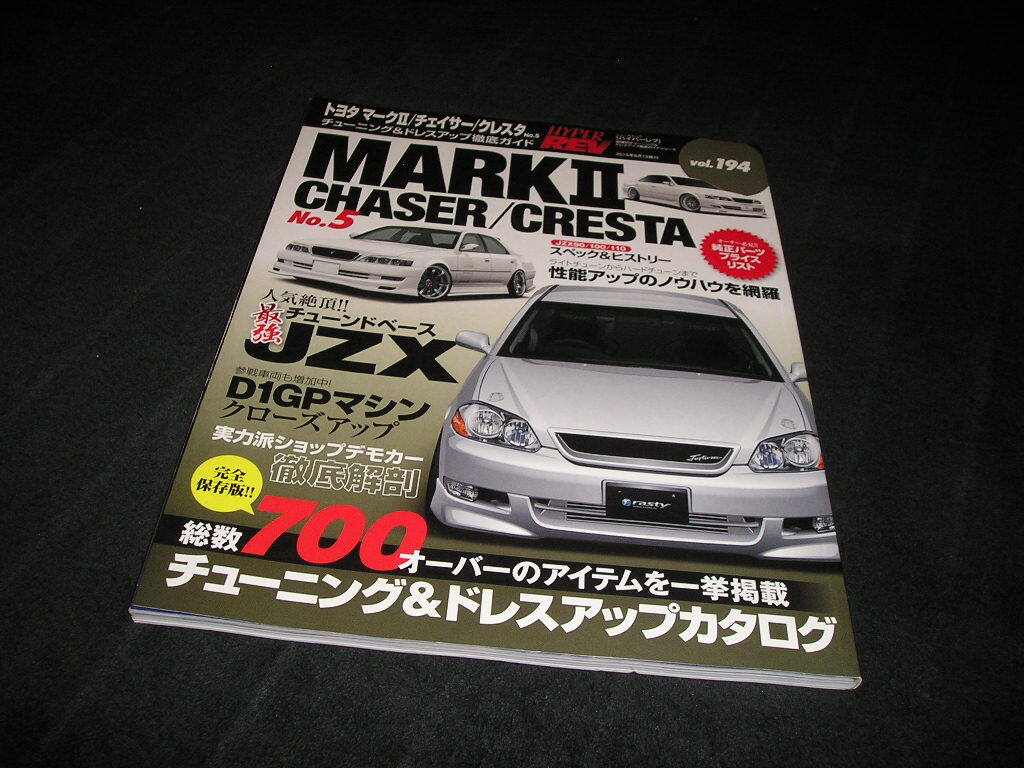 トヨタ マークⅡ/チェイサー/クレスタ No.5
チューニング&ドレスアップ徹底ガイド
HYPER REV
vol.194
MARKⅡ
CHASER/CRESTA
No.5
JZX90/100/110
スペック&ヒストリー
ライトチューンからハードチューンまで
性能アップのノウハウを網羅
オーナー必見!!
純正パーツ
プライス
リスト
人気絶頂!!
最強
チューンドベース
JZX
参戦車両も増加中!
D1GPマシン
クローズアップ
実力派ショップデモカー
徹底解剖
完全
保存版!!
rasty
総数700オーバーのアイテムを一挙掲載
チューニング&ドレスアップカタログ